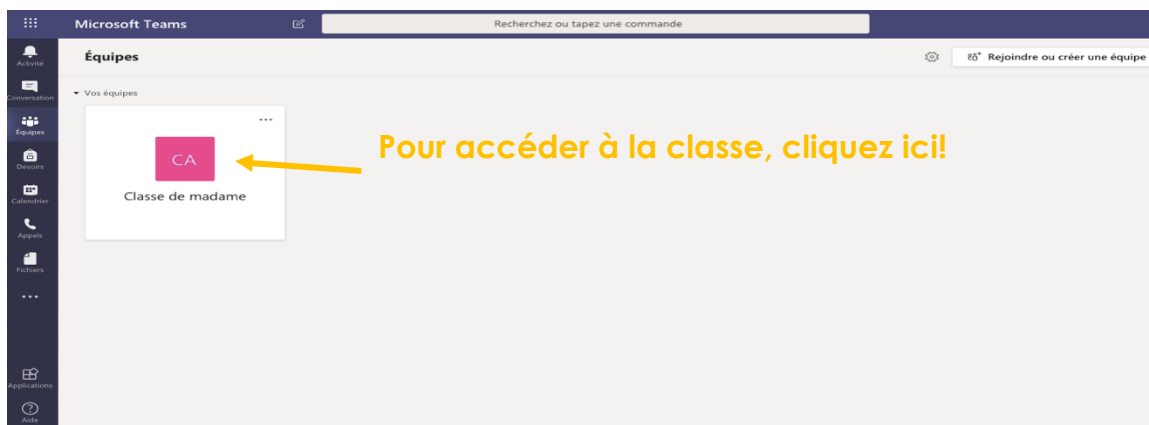 Microsoft Teams
Recherchez ou tapez une commande
Activité
Conversation
Équipes
Devoirs
Calendrier
Appels
Fichiers
Applications
Aide
Équipes
Rejoindre ou créer une équipe
Vos équipes
CA
Classe de madame
Pour accéder à la classe, cliquez ici!